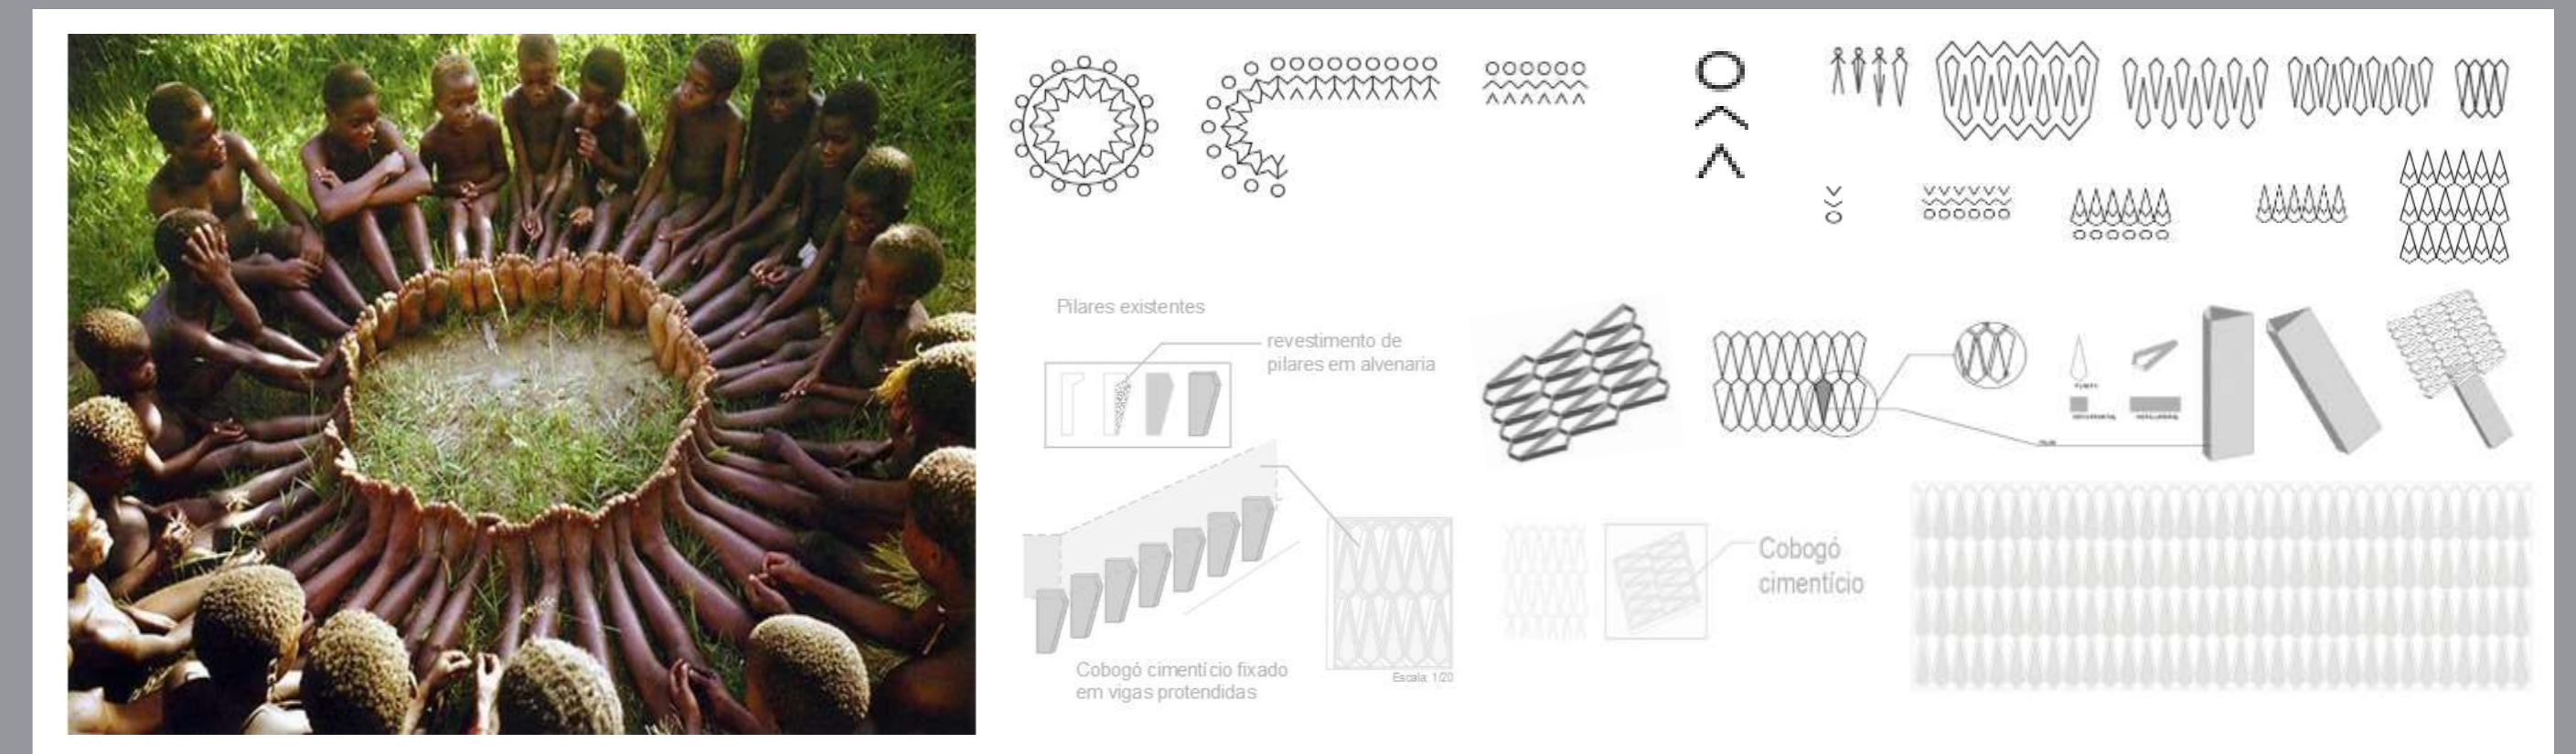 Pilares existentes
revestimento de
pilares em alvenaria
Cobogó cimentício fixado
em vigas protendidas
Escala: 1/20
Cobogó
cimentício